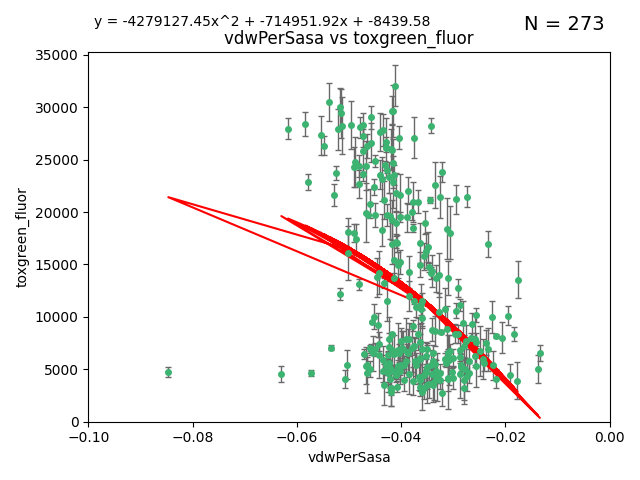 y = -4279127.45x^2 + -714951.92x + -8439.58
N = 273
vdwPerSasa vs toxgreen_fluor
35000
30000
25000
20000
15000
10000
5000
0
toxgreen_fluor
−0.10 −0.08 −0.06 −0.04 −0.02 0.00
vdwPerSasa